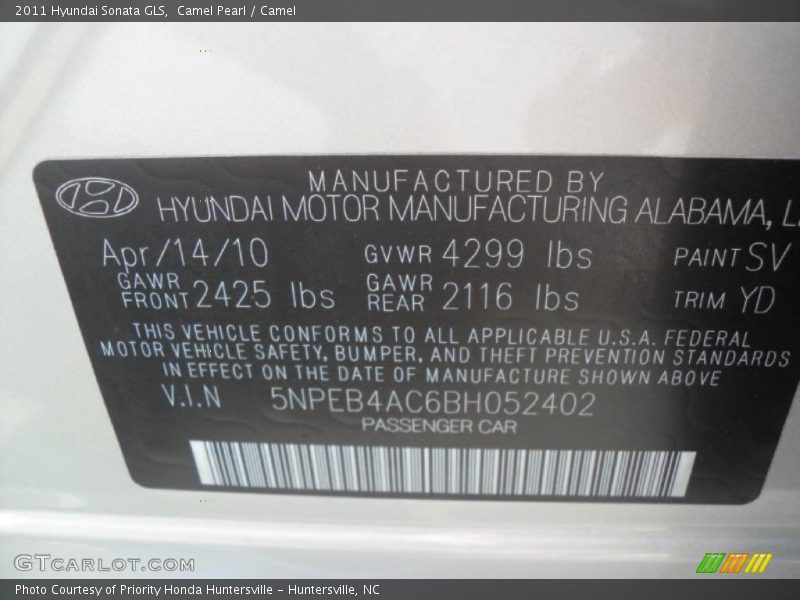 2011 Hyundai Sonata GLS, Camel Pearl / Camel
MANUFACTURED BY
HYUNDAI MOTOR MANUFACTURING ALABAMA,
Apr/14/10 GVWR 4299 lbs PAINT SV
GAWR FRONT 2425 lbs GAWR REAR 2116 lbs TRIM YD
THIS VEHICLE CONFORMS TO ALL APPLICABLE U.S.A. FEDERAL
MOTOR VEHICLE SAFETY, BUMPER, AND THEFT PREVENTION STANDARDS
IN EFFECT ON THE DATE OF MANUFACTURE SHOWN ABOVE
V.I.N 5NPEB4AC6BH052402
PASSENGER CAR
GTCARLOT.COM
Photo Courtesy of Priority Honda Huntersville - Huntersville, NC